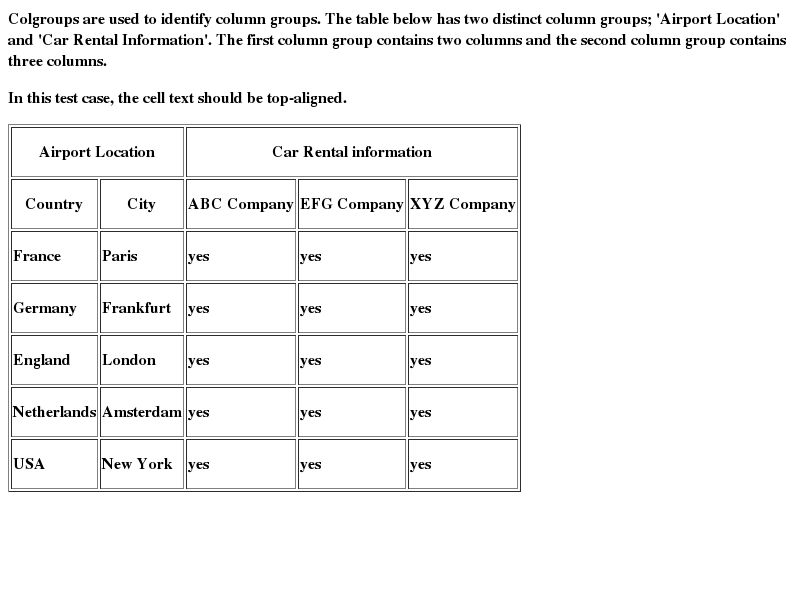 Colgroups are used to identify column groups. The table below has two distinct column groups; 'Airport Location'
and 'Car Rental Information'. The first column group contains two columns and the second column group contains
three columns.
In this test case, the cell text should be top-aligned.
Airport Location Car Rental information
Country City ABC Company EFG Company XYZ Company
France Paris yes yes yes
Germany Frankfurt yes yes yes
England London yes yes yes
Netherlands Amsterdam yes yes yes
USA New York yes yes yes